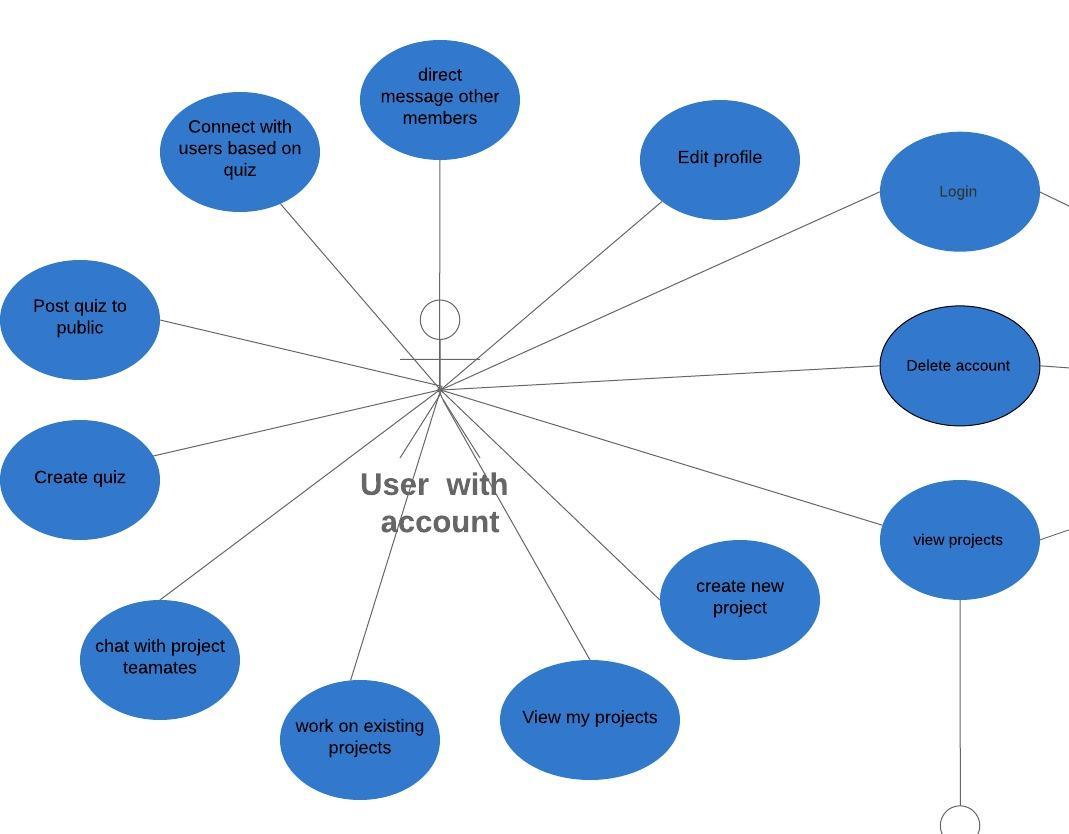 direct
message other
members
Connect with
users based on
quiz
Edit profile
Login
Post quiz to
public
Delete account
Create quiz
User  with
account
view projects
create new
project
chat with project
teamates
work on existing
projects
View my projects